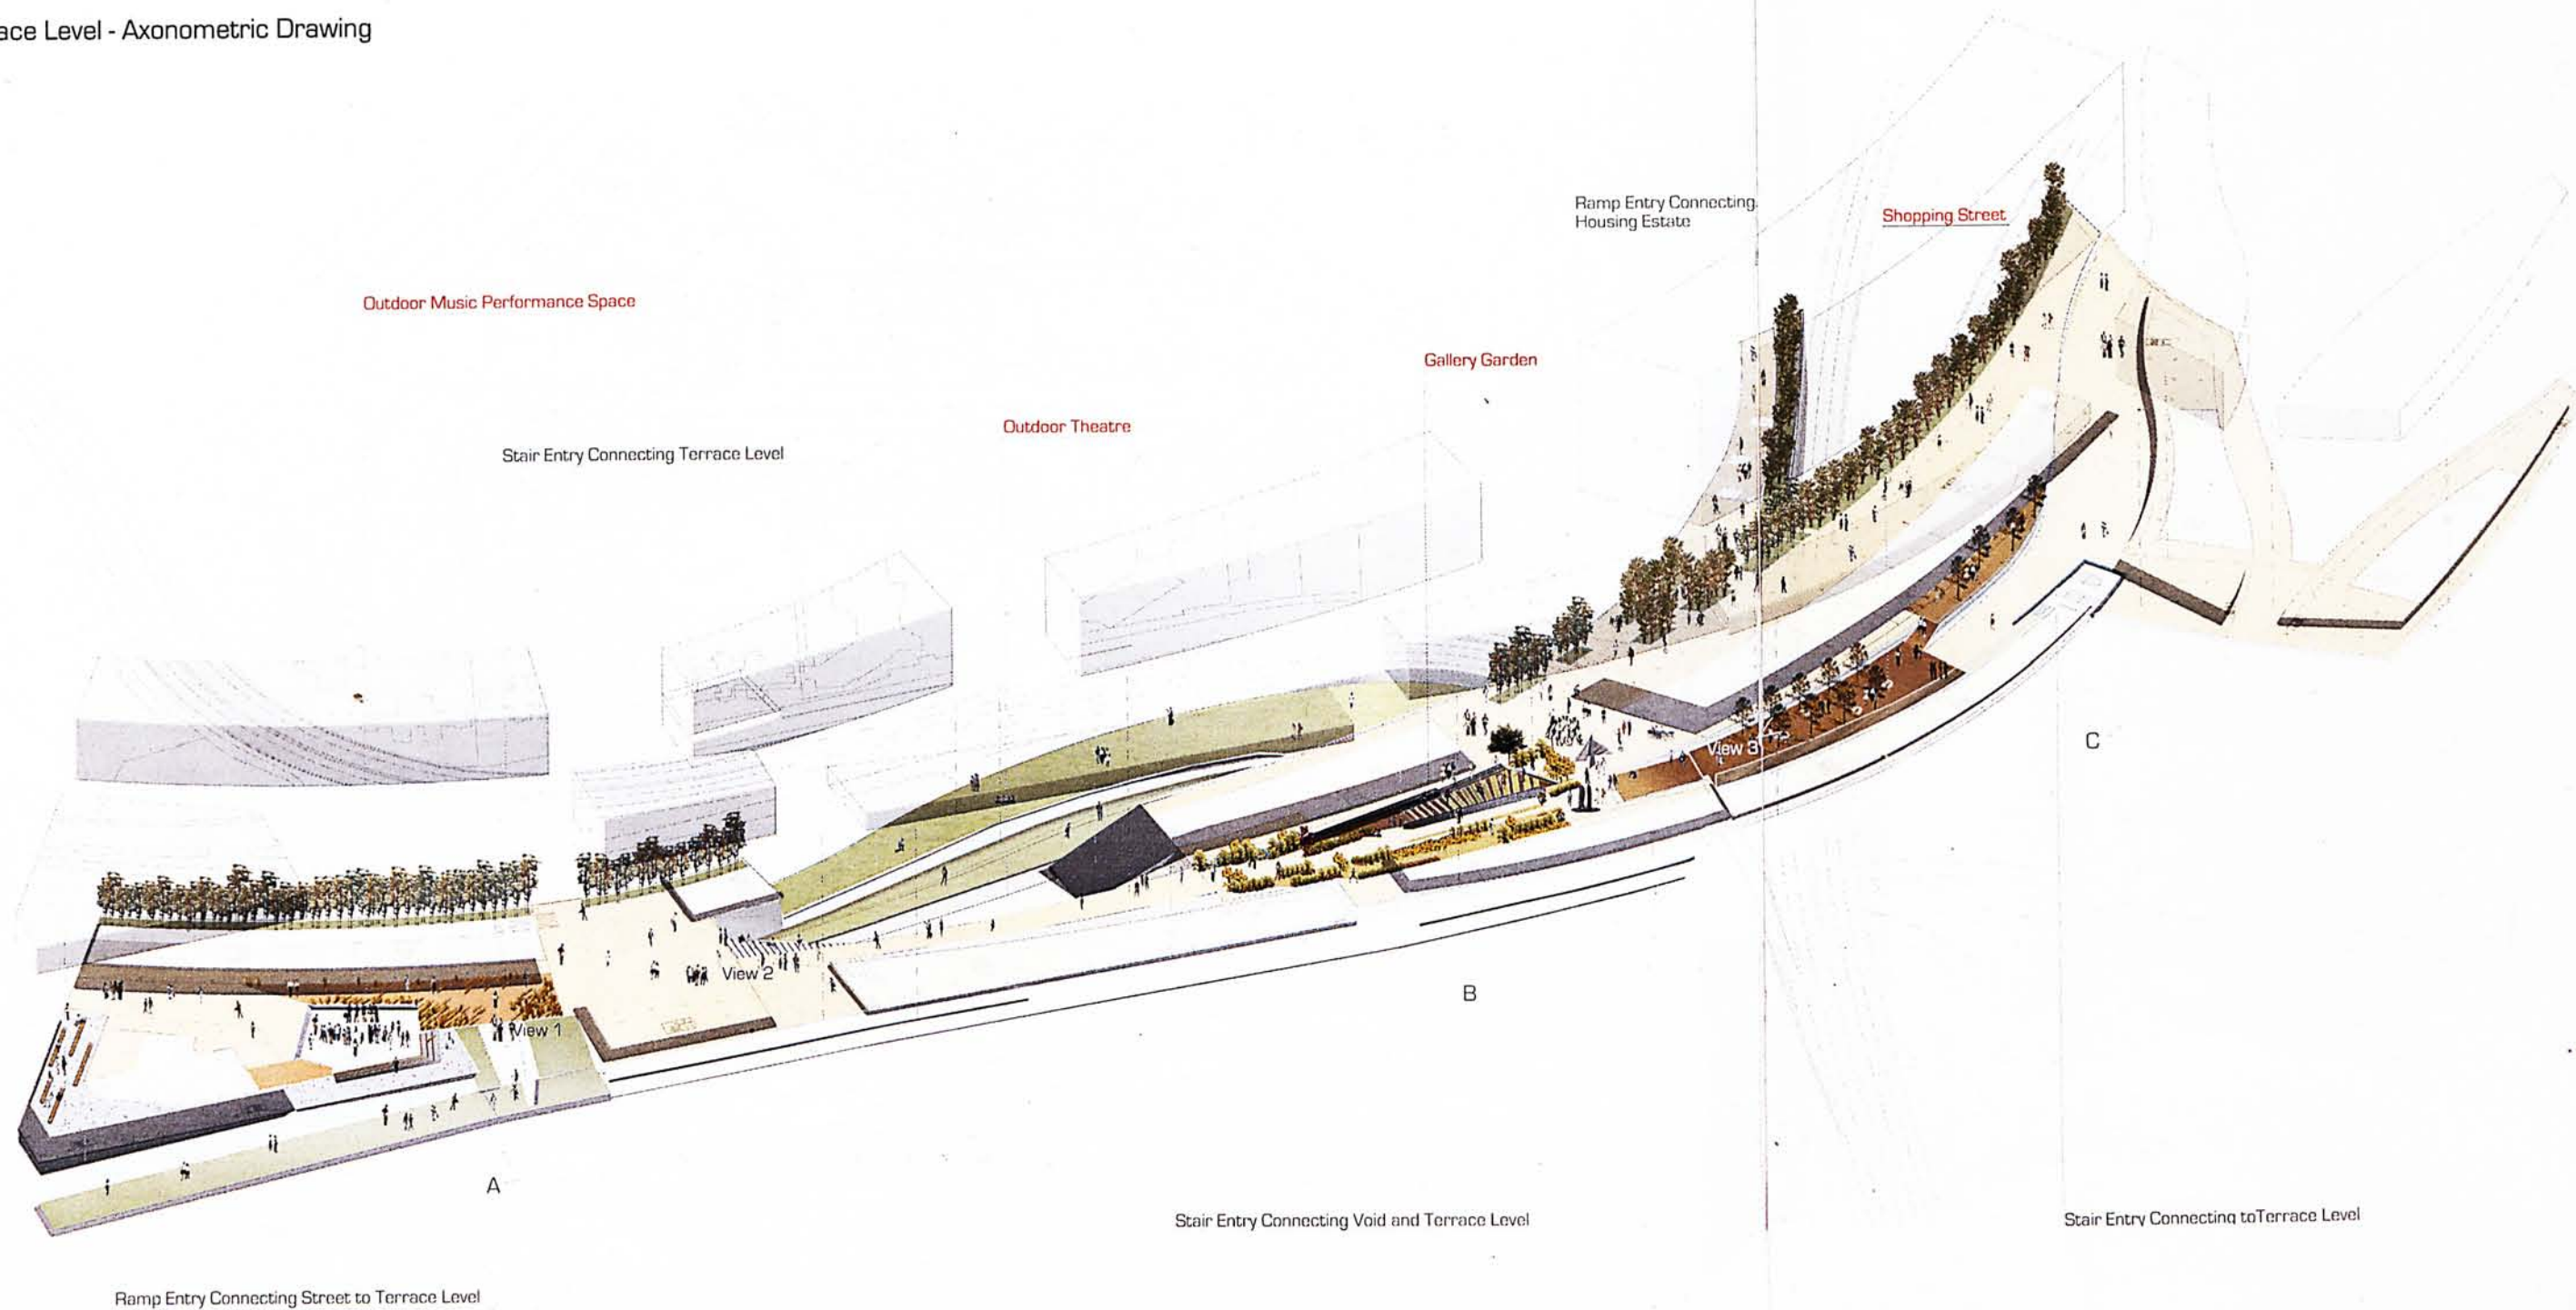 ace Level - Axonometric Drawing
Ramp Entry Connecting
Housing Estate
Shopping Street
Outdoor Music Performance Space
Gallery Garden
Outdoor Theatre
Stair Entry Connecting Terrace Level
View 3
C
View 2
B
View 1
A
Stair Entry Connecting Void and Terrace Level
Stair Entry Connecting toTerrace Level
Ramp Entry Connecting Street to Terrace Level